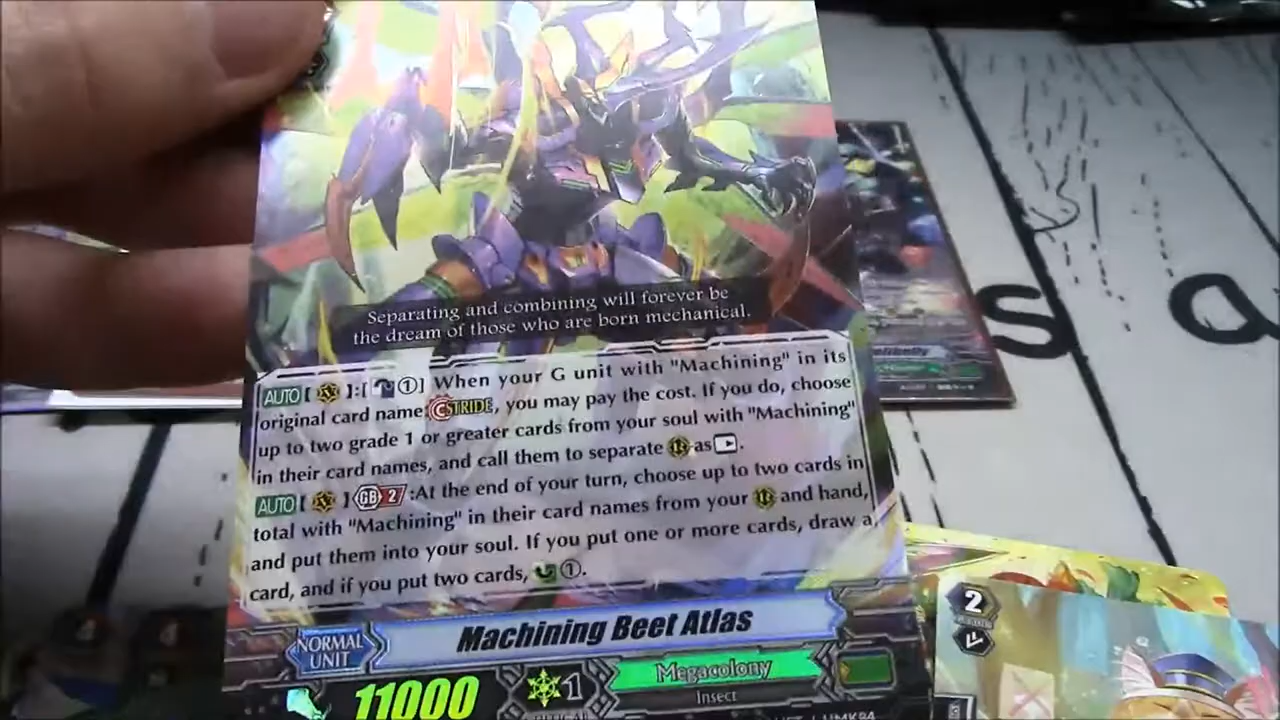 Separating and combining will forever be
the dream of those who are born mechanical.
AUTO [ ]:[ ①] When your G unit with "Machining" in its
original card name STRIDE, you may pay the cost. If you do, choose
up to two grade 1 or greater cards from your soul with "Machining"
in their card names, and call them to separate as .
AUTO [ ] GB 2 :At the end of your turn, choose up to two cards in
total with "Machining" in their card names from your and hand,
and put them into your soul. If you put one or more cards, draw a
card, and if you put two cards, ①.
NORMAL
UNIT
Machining Beet Atlas
11000
1
Megacolony
Insect
s a
2